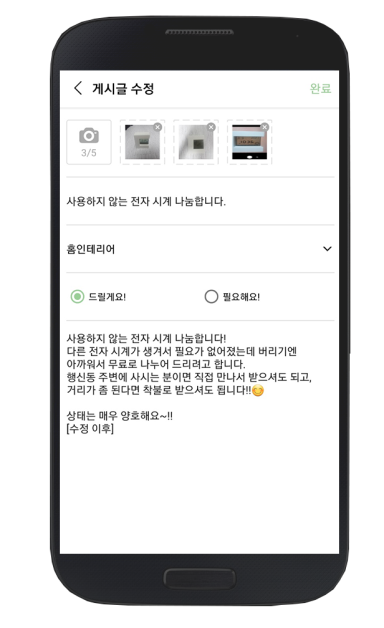 게시글 수정
완료
3/5
사용하지 않는 전자 시계 나눔합니다.
홈인테리어
드릴게요!
필요해요!
사용하지 않는 전자 시계 나눔합니다!
다른 전자 시계가 생겨서 필요가 없어졌는데 버리기엔
아까워서 무료로 나누어 드리려고 합니다.
행신동 주변에 사시는 분이면 직접 만나서 받으셔도 되고,
거리가 좀 된다면 착불로 받으셔도 됩니다!!😊
상태는 매우 양호해요~!!
[수정 이후]